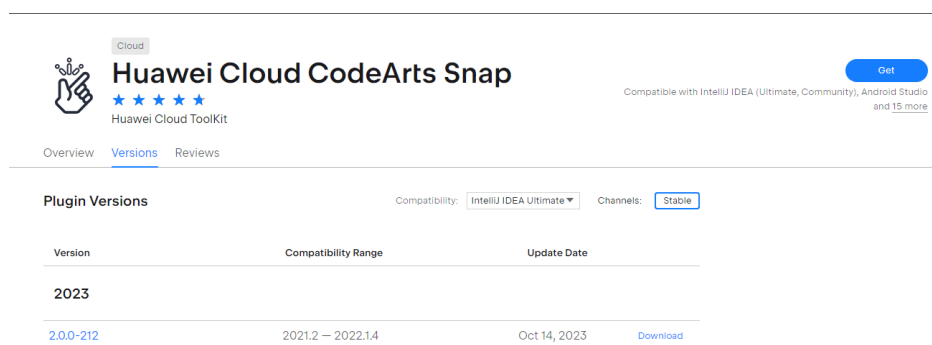 Cloud
Huawei Cloud CodeArts Snap
Get
Compatible with IntelliJ IDEA (Ultimate, Community), Android Studio
and 15 more
Huawei Cloud ToolKit
Overview Versions Reviews
Plugin Versions Compatibility: IntelliJ IDEA Ultimate Channels: Stable
Version Compatibility Range Update Date
2023
2.0.0-212 2021.2 — 2022.1.4 Oct 14, 2023 Download